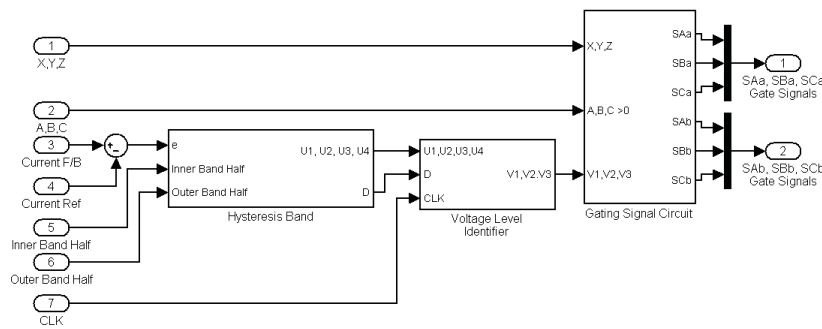 1
X,Y,Z
2
A,B,C
3
Current F/B
4
Current Ref
5
Inner Band Half
6
Outer Band Half
7
CLK
e
Inner Band Half
Outer Band Half
U1, U2, U3, U4
D
Hysteresis Band
U1,U2,U3,U4
D
CLK
V1,V2.V3
Voltage Level
Identifier
X,Y,Z
A,B,C >0
V1,V2,V3
SAa
SBa
SCa
SAb
SBb
SCb
Gating Signal Circuit
1
SAa, SBa, SCa
Gate Signals
2
SAb, SBb, SCb
Gate Signals